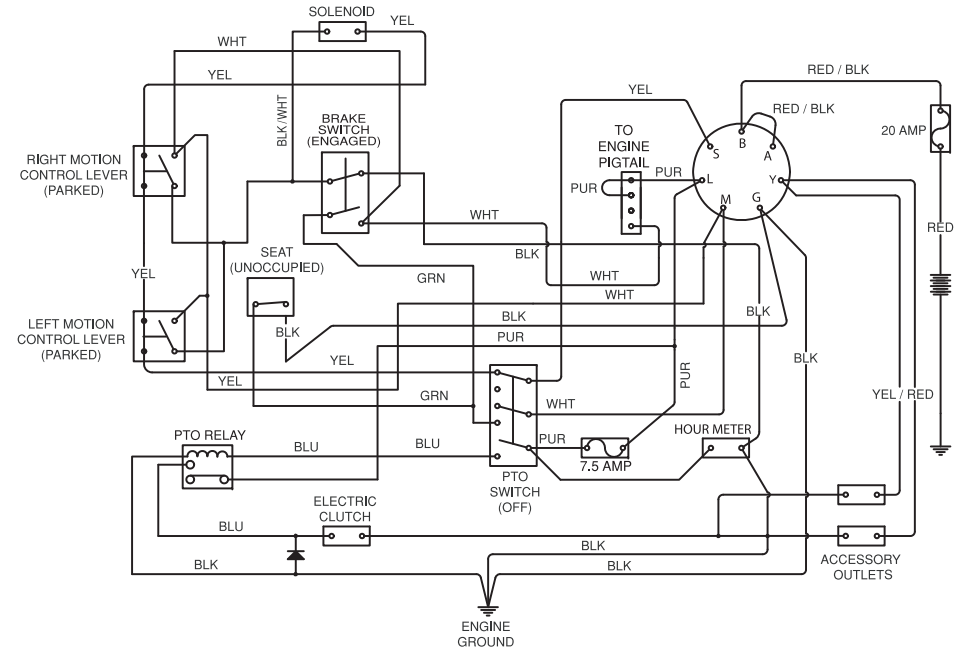 SOLENOID
YEL
WHT
YEL
BLK/WHT
BRAKE
SWITCH
(ENGAGED)
RIGHT MOTION
CONTROL LEVER
(PARKED)
YEL
TO
ENGINE
PIGTAIL
PUR
PUR
RED / BLK
RED / BLK
20 AMP
S
B
A
L
Y
M
G
WHT
BLK
RED
SEAT
(UNOCCUPIED)
GRN
YEL
WHT
WHT
BLK
BLK
BLK
LEFT MOTION
CONTROL LEVER
(PARKED)
PUR
YEL
YEL
PUR
BLK
GRN
WHT
YEL / RED
PTO RELAY
BLU
BLU
PUR
HOUR METER
7.5 AMP
PTO
SWITCH
(OFF)
ELECTRIC
CLUTCH
BLU
BLK
BLK
BLK
ACCESSORY
OUTLETS
ENGINE
GROUND